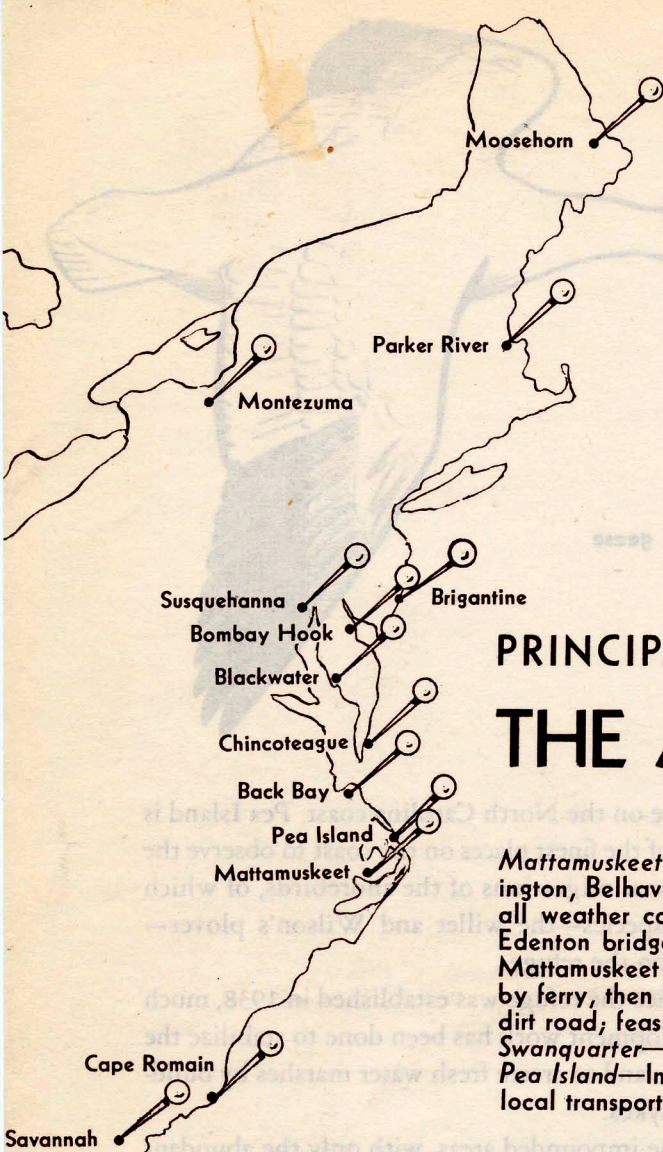 Moosehorn
Parker River
Montezuma
Susquehanna
Brigantine
Bombay Hook
Blackwater
Chincoteague
Back Bay
Pea Island
Mattamuskeet
Cape Romain
Savannah
PRINCIP
THE A
Mattamuskeet
ington, Belhav
all weather co
Edenton bridge
Mattamuskeet
by ferry, then
dirt road; feas
Swanquarter—
Pea Island—In
local transport